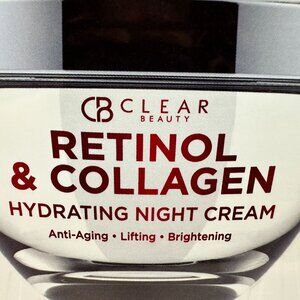 CB CLEAR
BEAUTY
RETINOL
& COLLAGEN
HYDRATING NIGHT CREAM
Anti-Aging • Lifting • Brightening